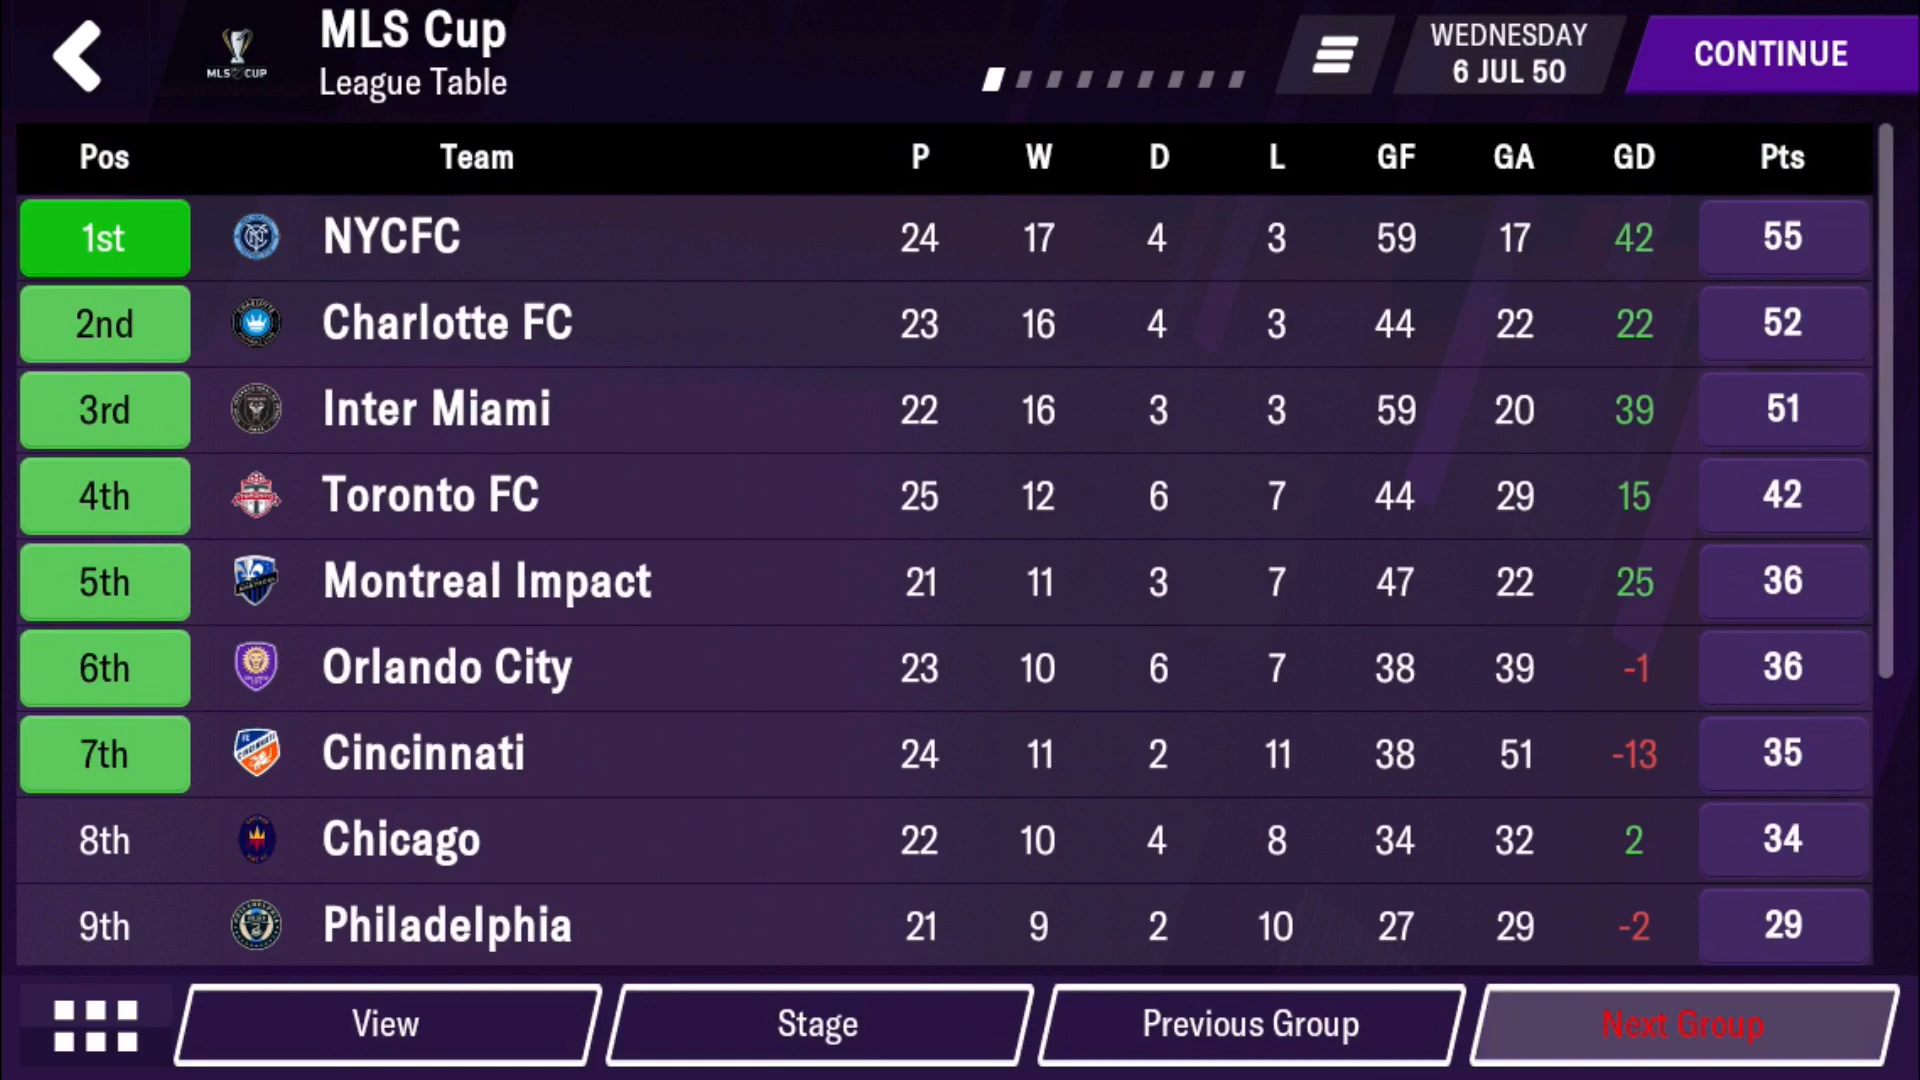 MLS Cup
League Table
MLS CUP
WEDNESDAY
6 JUL 50
CONTINUE
Pos Team P W D L GF GA GD Pts
1st NYCFC 24 17 4 3 59 17 42 55
2nd Charlotte FC 23 16 4 3 44 22 22 52
3rd Inter Miami 22 16 3 3 59 20 39 51
4th Toronto FC 25 12 6 7 44 29 15 42
5th Montreal Impact 21 11 3 7 47 22 25 36
6th Orlando City 23 10 6 7 38 39 -1 36
7th Cincinnati 24 11 2 11 38 51 -13 35
8th Chicago 22 10 4 8 34 32 2 34
9th Philadelphia 21 9 2 10 27 29 -2 29
View Stage Previous Group Next Group